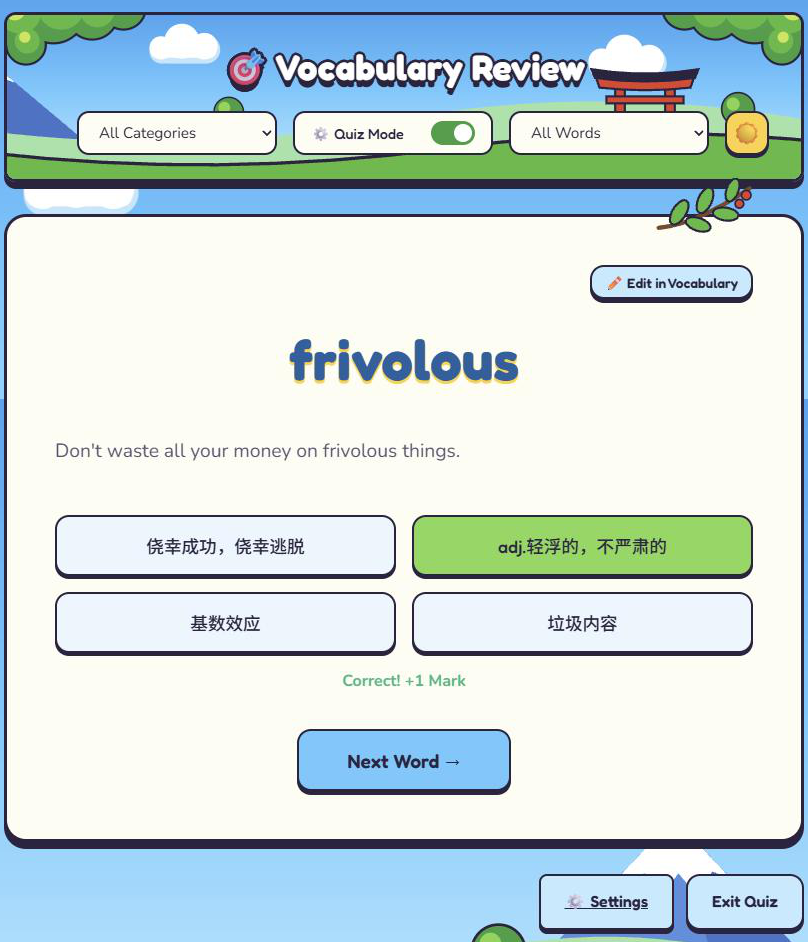 Vocabulary Review
All Categories
Quiz Mode
All Words
Edit in Vocabulary
frivolous
Don't waste all your money on frivolous things.
侥幸成功，侥幸逃脱
adj.轻浮的，不严肃的
基数效应
垃圾内容
Correct! +1 Mark
Next Word →
Settings
Exit Quiz